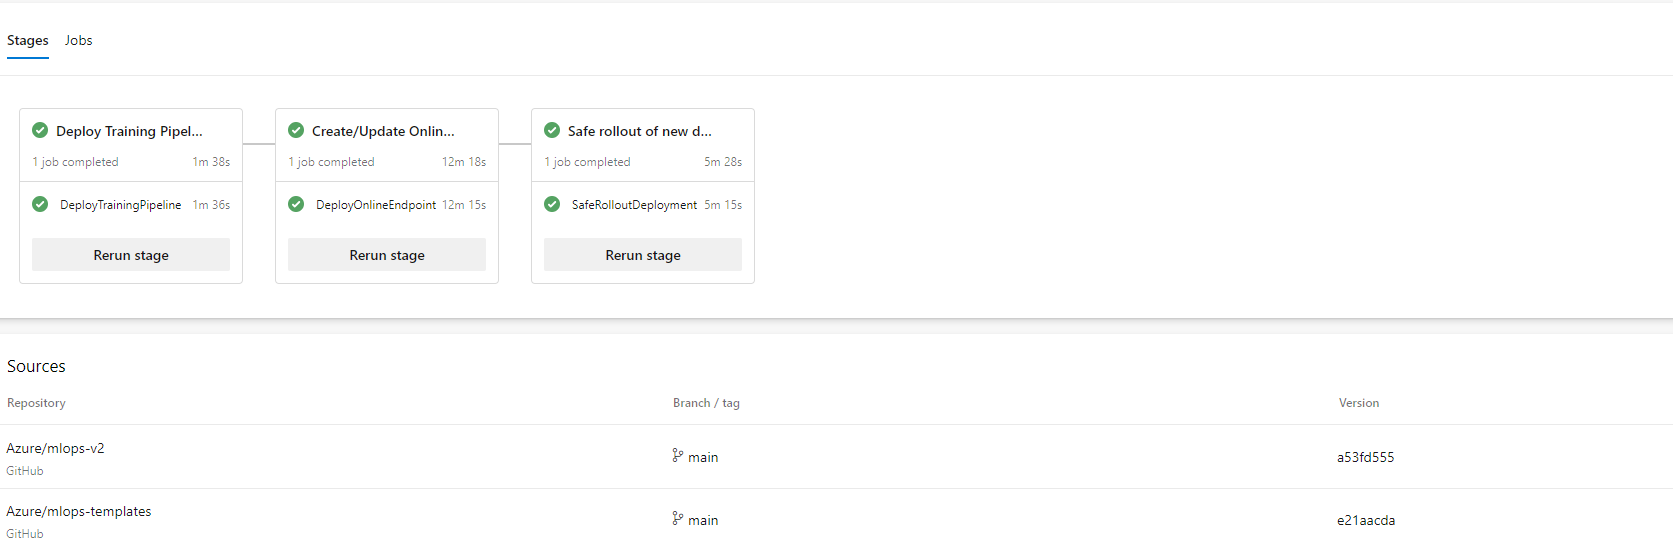 Stages Jobs
Deploy Training Pipel...
1 job completed 1m 38s
DeployTrainingPipeline 1m 36s
Rerun stage
Create/Update Onlin...
1 job completed 12m 18s
DeployOnlineEndpoint 12m 15s
Rerun stage
Safe rollout of new d...
1 job completed 5m 28s
SafeRolloutDeployment 5m 15s
Rerun stage
Sources
Repository Branch / tag Version
Azure/mlops-v2
GitHub
main
a53fd555
Azure/mlops-templates
GitHub
main
e21aacda